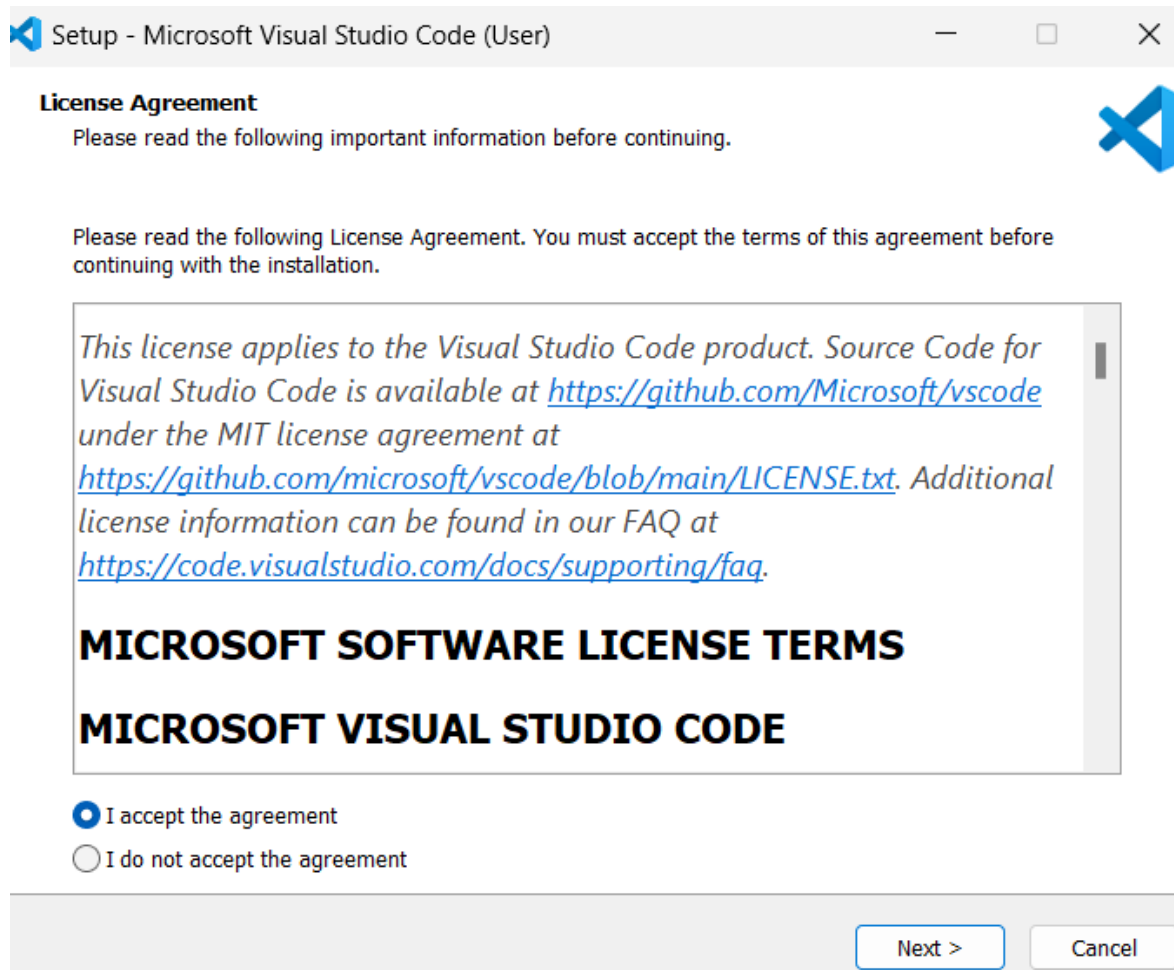 Setup - Microsoft Visual Studio Code (User)
License Agreement
Please read the following important information before continuing.
Please read the following License Agreement. You must accept the terms of this agreement before
continuing with the installation.
This license applies to the Visual Studio Code product. Source Code for
Visual Studio Code is available at https://github.com/Microsoft/vscode
under the MIT license agreement at
https://github.com/microsoft/vscode/blob/main/LICENSE.txt. Additional
license information can be found in our FAQ at
https://code.visualstudio.com/docs/supporting/faq.
MICROSOFT SOFTWARE LICENSE TERMS
MICROSOFT VISUAL STUDIO CODE
I accept the agreement
I do not accept the agreement
Next >
Cancel